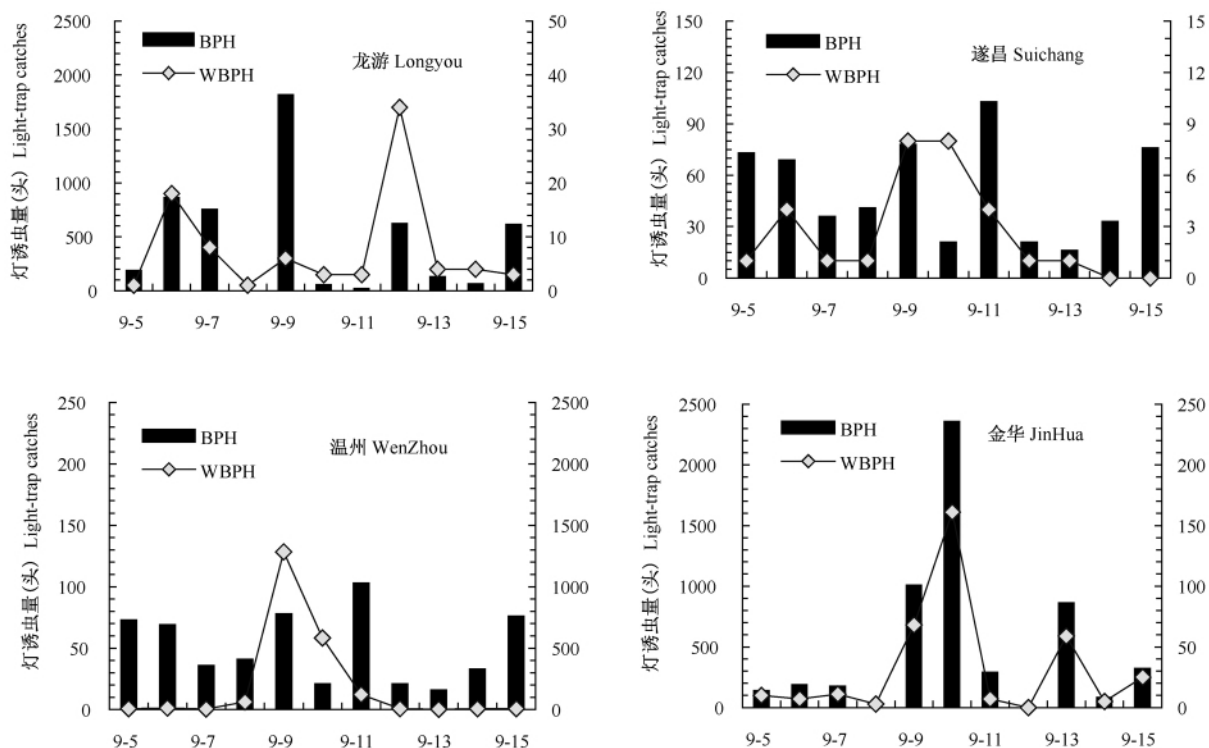 2500
2000
1500
1000
500
0
灯诱虫量(头) Light-trap catches
BPH
WBPH
龙游 Longyou
50
40
30
20
10
0
9-5 9-7 9-9 9-11 9-13 9-15
150
120
90
60
30
0
灯诱虫量(头) Light-trap catches
BPH
WBPH
遂昌 Suichang
15
12
9
6
3
0
9-5 9-7 9-9 9-11 9-13 9-15
250
200
150
100
50
0
灯诱虫量(头) Light-trap catches
BPH
WBPH
温州 WenZhou
2500
2000
1500
1000
500
0
9-5 9-7 9-9 9-11 9-13 9-15
2500
2000
1500
1000
500
0
灯诱虫量(头) Light-trap catches
BPH
WBPH
金华 JinHua
250
200
150
100
50
0
9-5 9-7 9-9 9-11 9-13 9-15